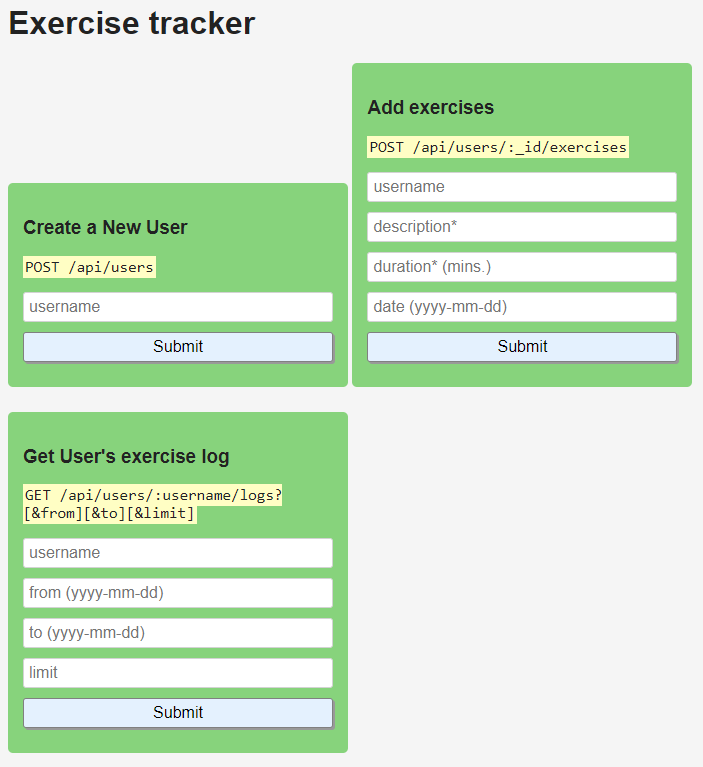 Exercise tracker
Create a New User
POST /api/users
username
Submit
Add exercises
POST /api/users/:_id/exercises
username
description*
duration* (mins.)
date (yyyy-mm-dd)
Submit
Get User's exercise log
GET /api/users/:username/logs?
[&from][&to][&limit]
username
from (yyyy-mm-dd)
to (yyyy-mm-dd)
limit
Submit